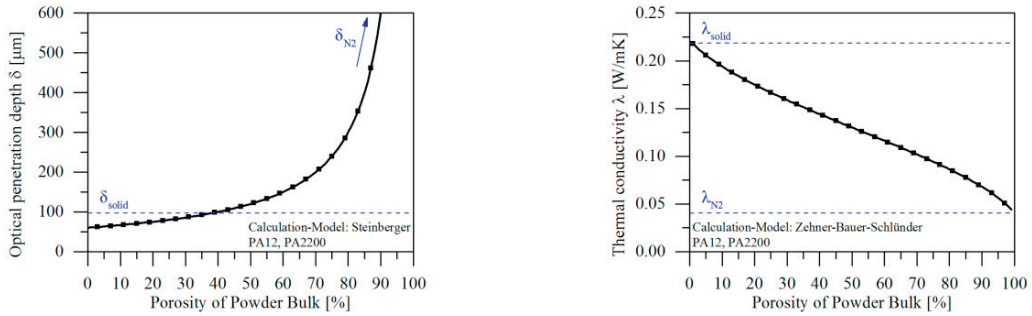 600
500
400
300
200
100
0
Optical penetration depth δ [µm]
δN2
δsolid
Calculation-Model: Steinberger
PA12, PA2200
0 10 20 30 40 50 60 70 80 90 100
Porosity of Powder Bulk [%]
0.25
0.20
0.15
0.10
0.05
0.00
Thermal conductivity λ [W/mK]
λsolid
λN2
Calculation-Model: Zehner-Bauer-Schlünder
PA12, PA2200
0 10 20 30 40 50 60 70 80 90 100
Porosity of Powder Bulk [%]